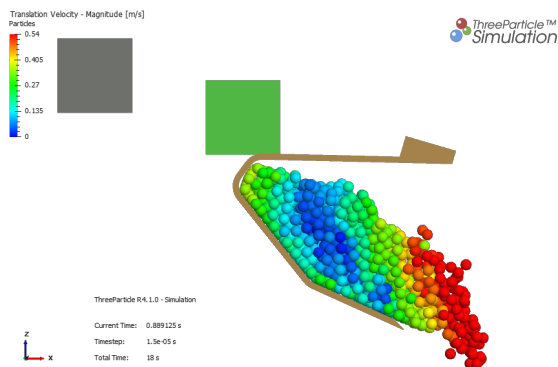 Translation Velocity - Magnitude [m/s]
Particles
0.54
0.405
0.27
0.135
0
ThreeParticle™
Simulation
ThreeParticle R4.1.0 - Simulation
Current Time: 0.889125 s
Timestep: 1.5e-05 s
Total Time: 18 s
z
x